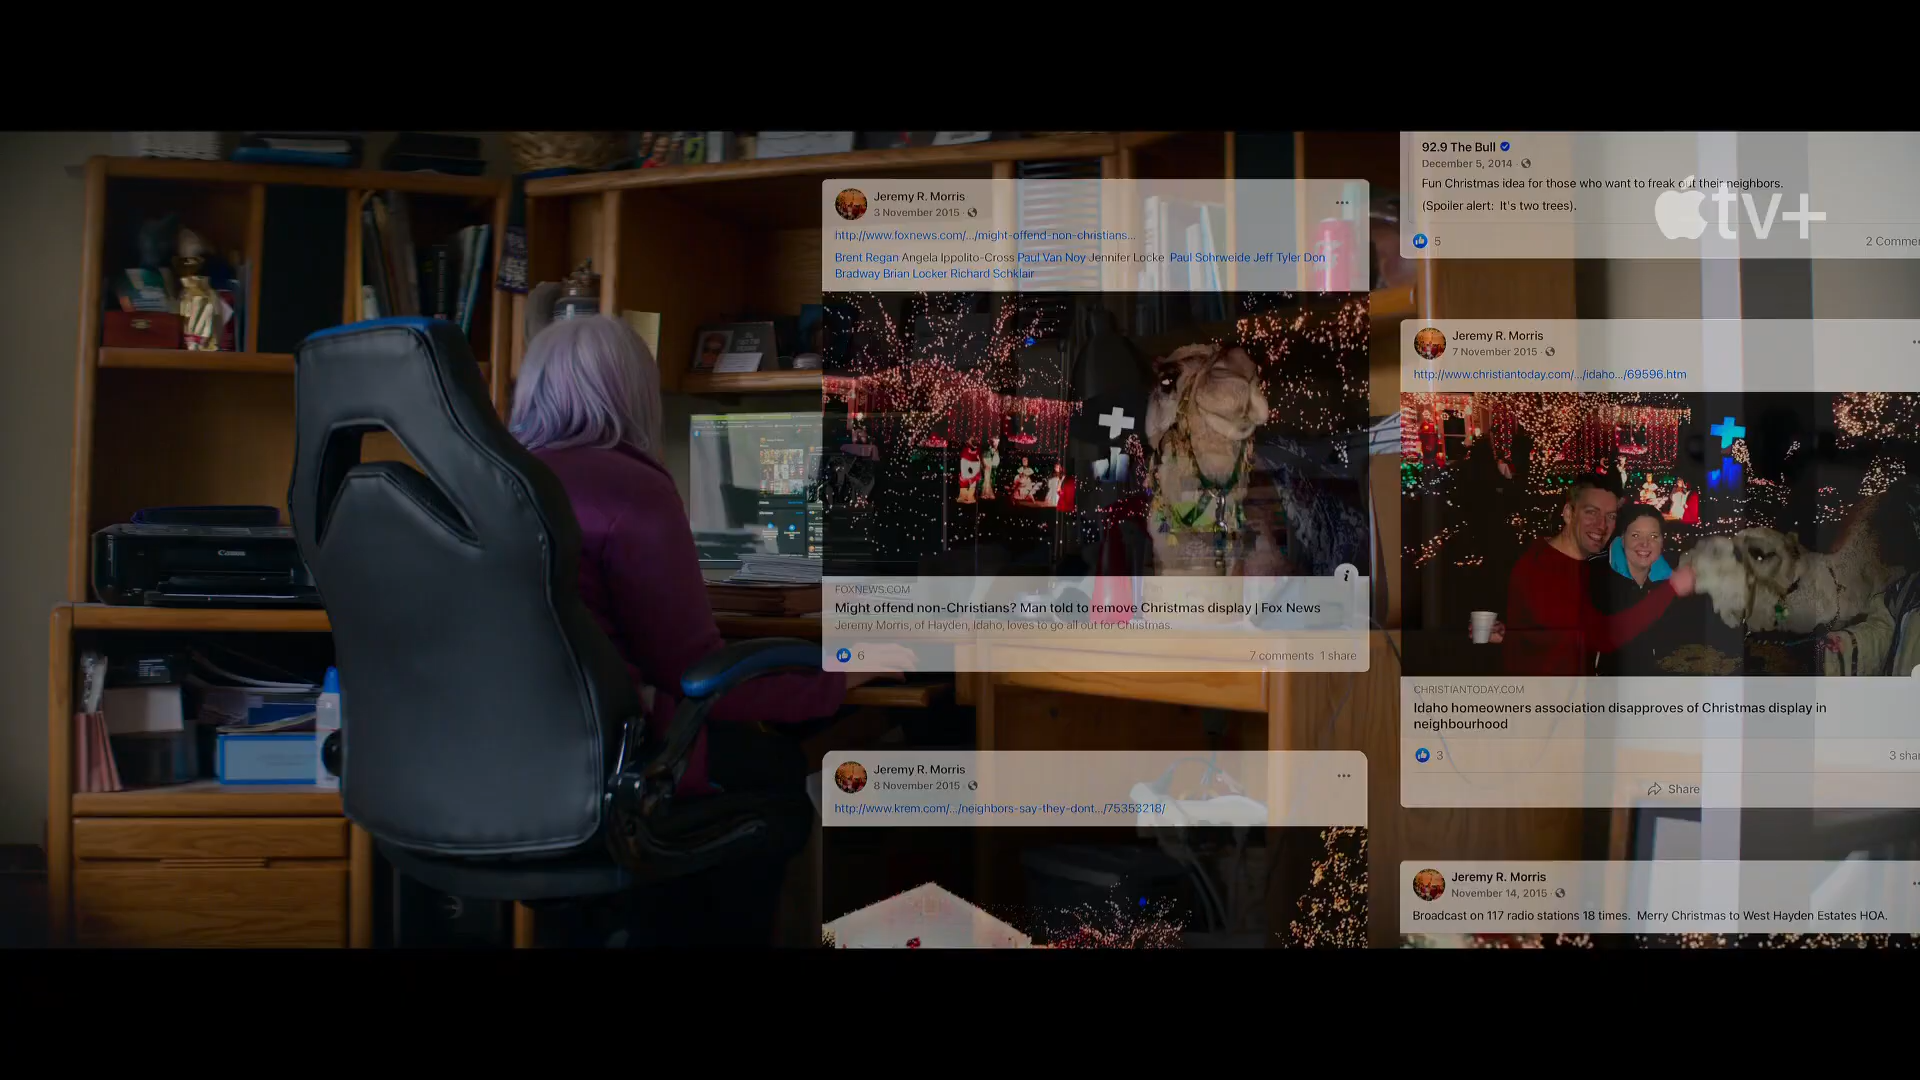 Jeremy R. Morris
3 November 2015
http://www.foxnews.com/.../might-offend-non-christians...
Brent Regan Angela Ippolito-Cross Paul Van Noy Jennifer Locke Paul Sohrweide Jeff Tyler Don
Bradway Brian Locker Richard Schklair
FOXNEWS.COM
Might offend non-Christians? Man told to remove Christmas display | Fox News
Jeremy Morris, of Hayden, Idaho, loves to go all out for Christmas.
6
7 comments 1 share
Jeremy R. Morris
8 November 2015
http://www.krem.com/.../neighbors-say-they-dont.../75353218/
92.9 The Bull
December 5, 2014
Fun Christmas idea for those who want to freak out their neighbors.
(Spoiler alert: It's two trees).
5
2 Commen
tv+
Jeremy R. Morris
7 November 2015
http://www.christiantoday.com/.../idaho.../69596.htm
CHRISTIANTODAY.COM
Idaho homeowners association disapproves of Christmas display in
neighbourhood
3
3 shar
Share
Jeremy R. Morris
November 14, 2015
Broadcast on 117 radio stations 18 times. Merry Christmas to West Hayden Estates HOA.
Canon